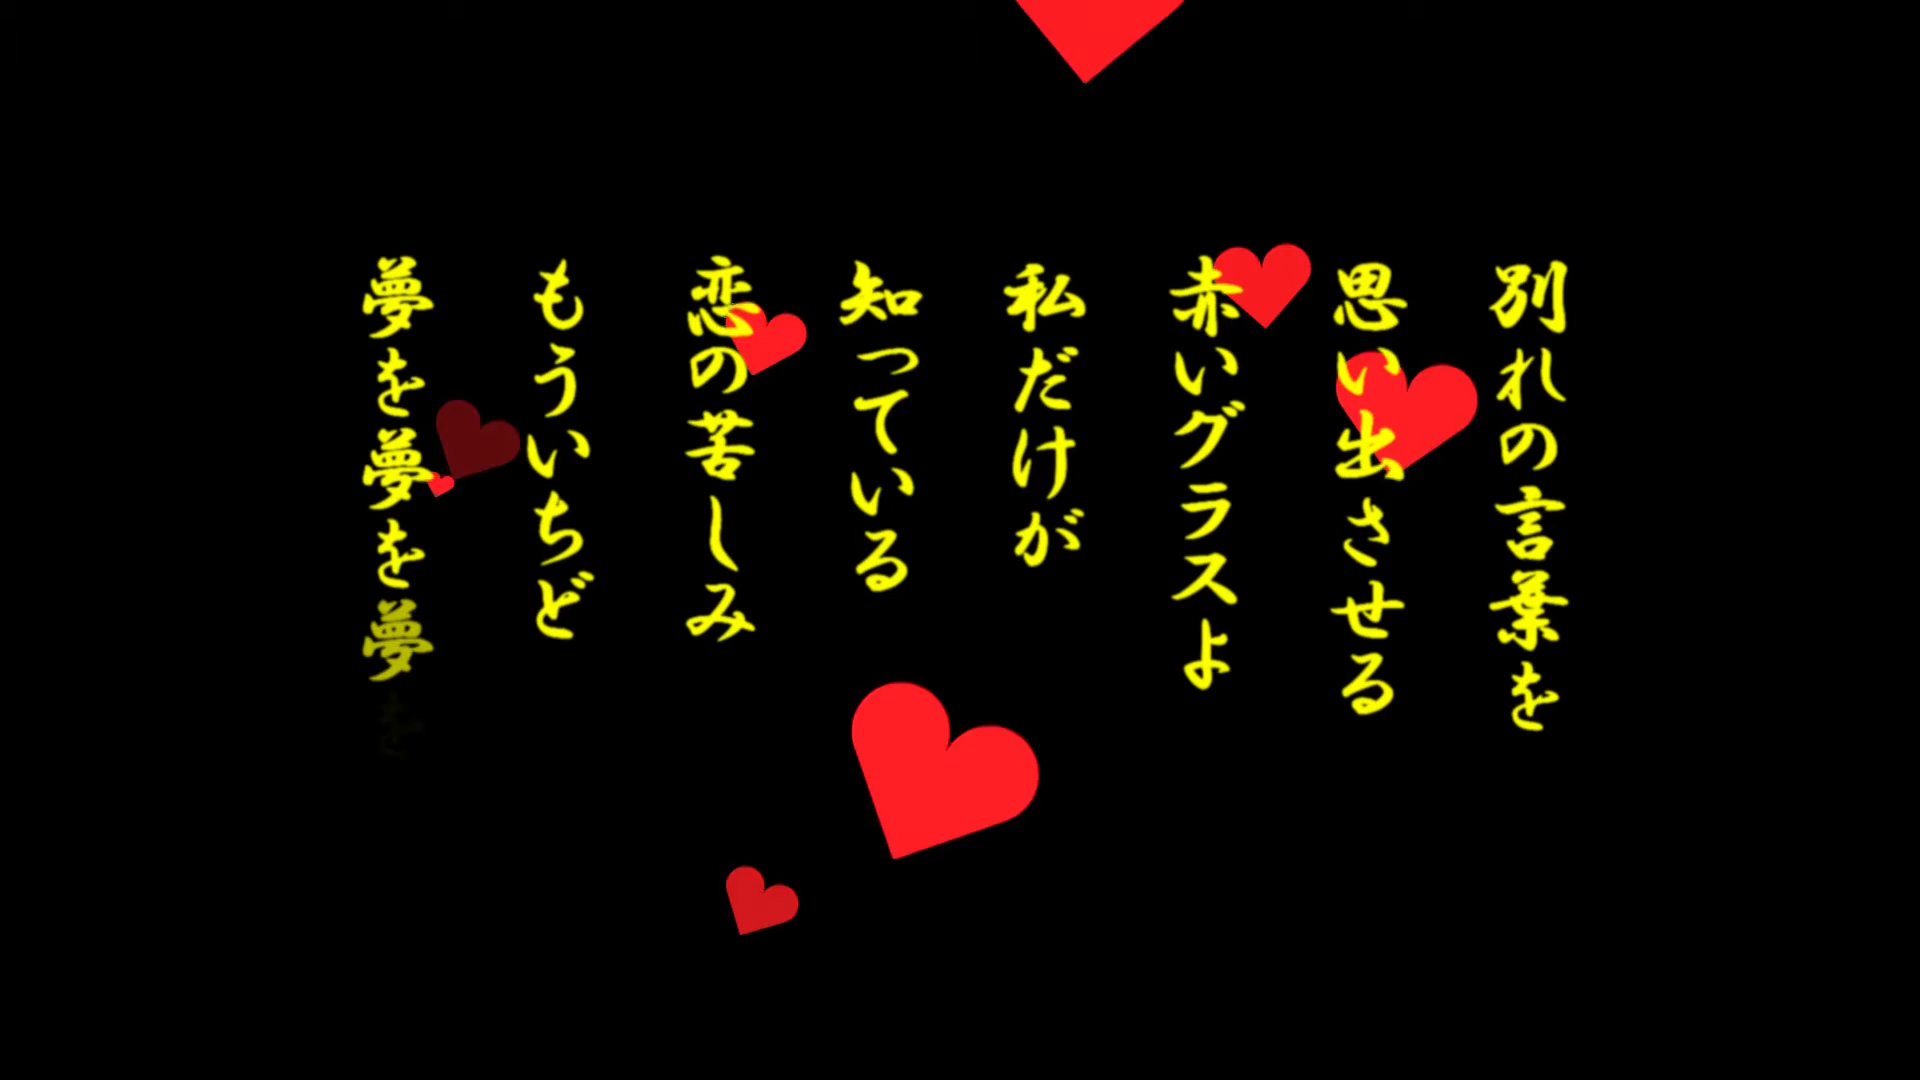 別れの言葉を
思い出させる
赤いグラスよ
私だけが
知っている
恋の苦しみ
もういちど
夢を夢を夢を